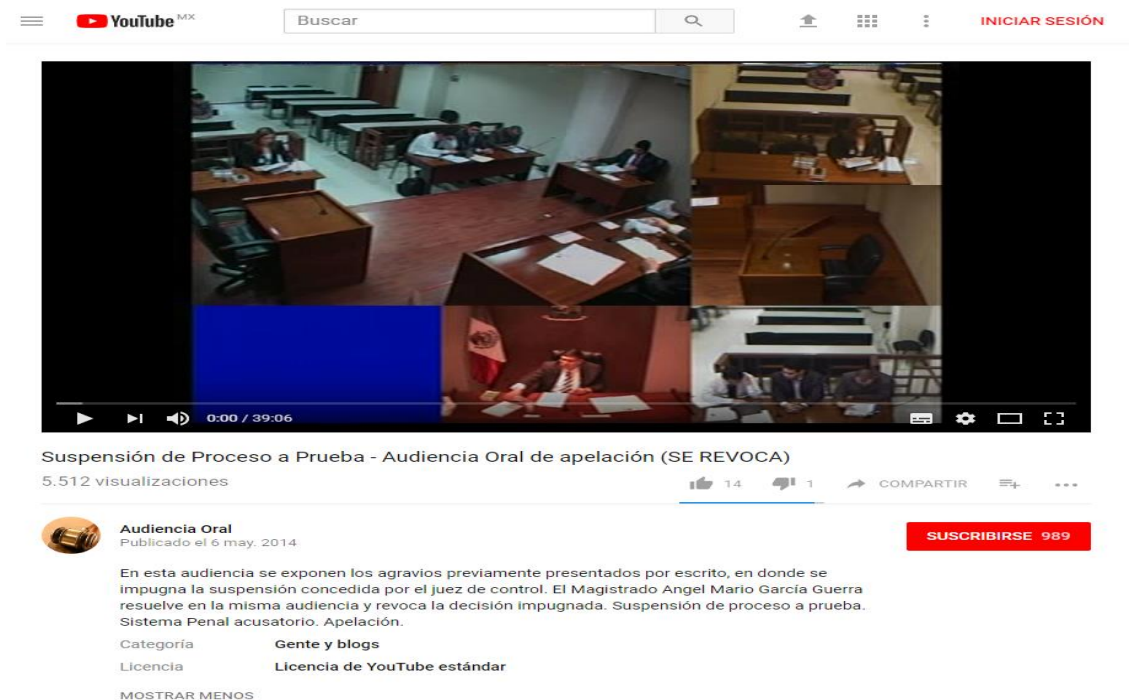 YouTube MX
Buscar
INICIAR SESIÓN
0:00 / 39:06
Suspensión de Proceso a Prueba - Audiencia Oral de apelación (SE REVOCA)
5.512 visualizaciones
14
1
COMPARTIR
Audiencia Oral
Publicado el 6 may. 2014
SUSCRIBIRSE 989
En esta audiencia se exponen los agravios previamente presentados por escrito, en donde se
impugna la suspensión concedida por el juez de control. El Magistrado Angel Mario García Guerra
resuelve en la misma audiencia y revoca la decisión impugnada. Suspensión de proceso a prueba.
Sistema Penal acusatorio. Apelación.
Categoría Gente y blogs
Licencia Licencia de YouTube estándar
MOSTRAR MENOS